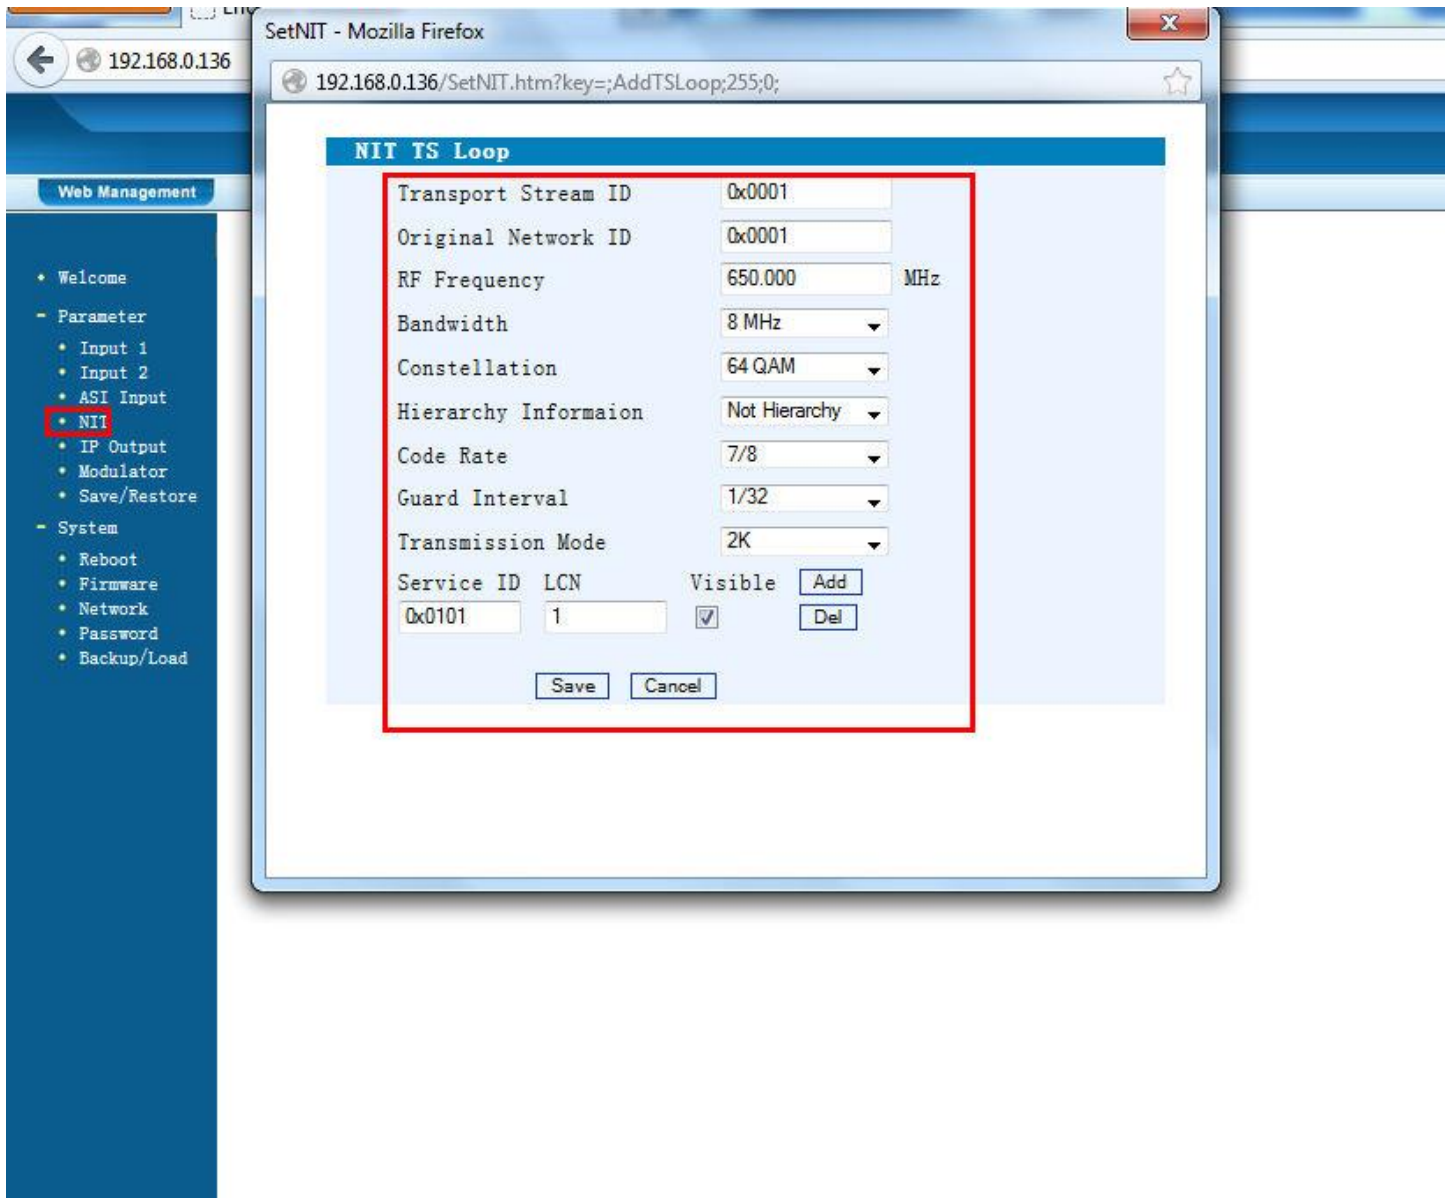 SetNIT - Mozilla Firefox
192.168.0.136
192.168.0.136/SetNIT.htm?key=;AddTSLoop;255;0;
NIT TS Loop
Web Management
Transport Stream ID 0x0001
Original Network ID 0x0001
RF Frequency 650.000 MHz
Bandwidth 8 MHz
Constellation 64 QAM
Hierarchy Informaion Not Hierarchy
Code Rate 7/8
Guard Interval 1/32
Transmission Mode 2K
Service ID LCN Visible Add
0x0101 1 Del
Save Cancel
Welcome
Parameter
Input 1
Input 2
ASI Input
NIT
IP Output
Modulator
Save/Restore
System
Reboot
Firmware
Network
Password
Backup/Load